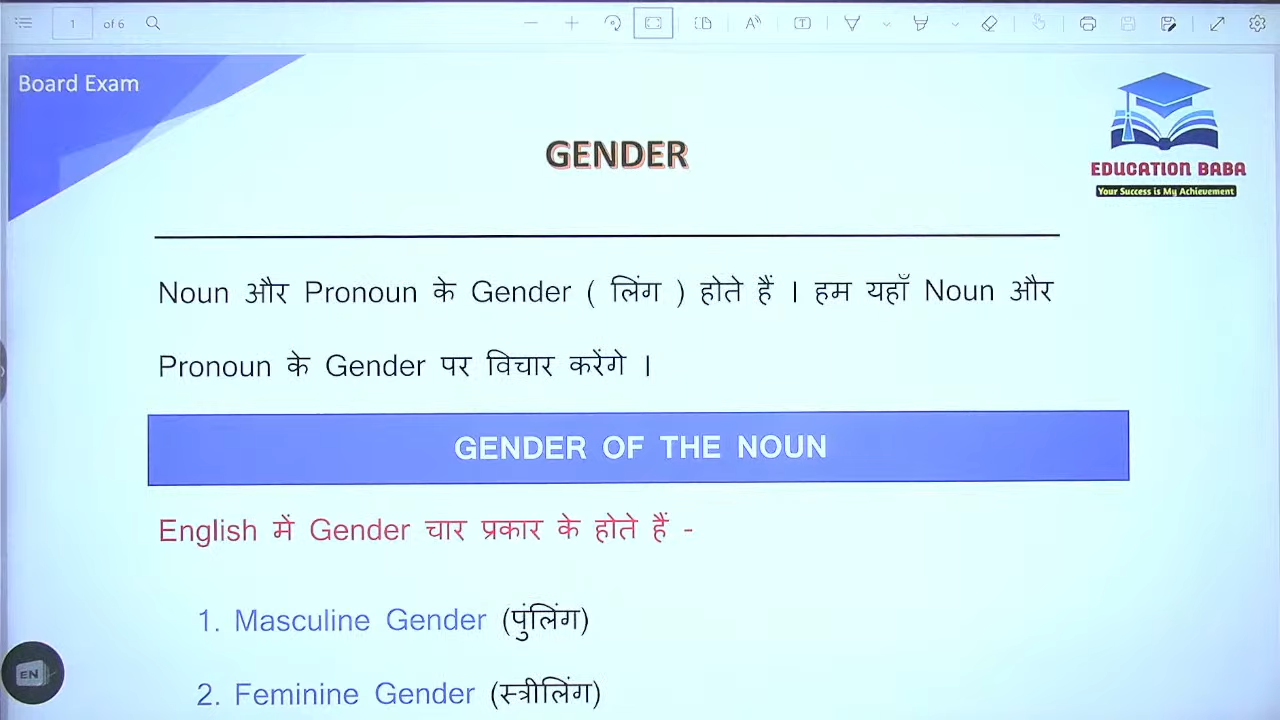 1 of 6
Board Exam
GENDER
EDUCATION BABA
Your Success is My Achievement
Noun और Pronoun के Gender ( लिंग ) होते हैं । हम यहाँ Noun और
Pronoun के Gender पर विचार करेंगे ।
GENDER OF THE NOUN
English में Gender चार प्रकार के होते हैं -
1. Masculine Gender (पुंलिंग)
2. Feminine Gender (स्त्रीलिंग)
EN